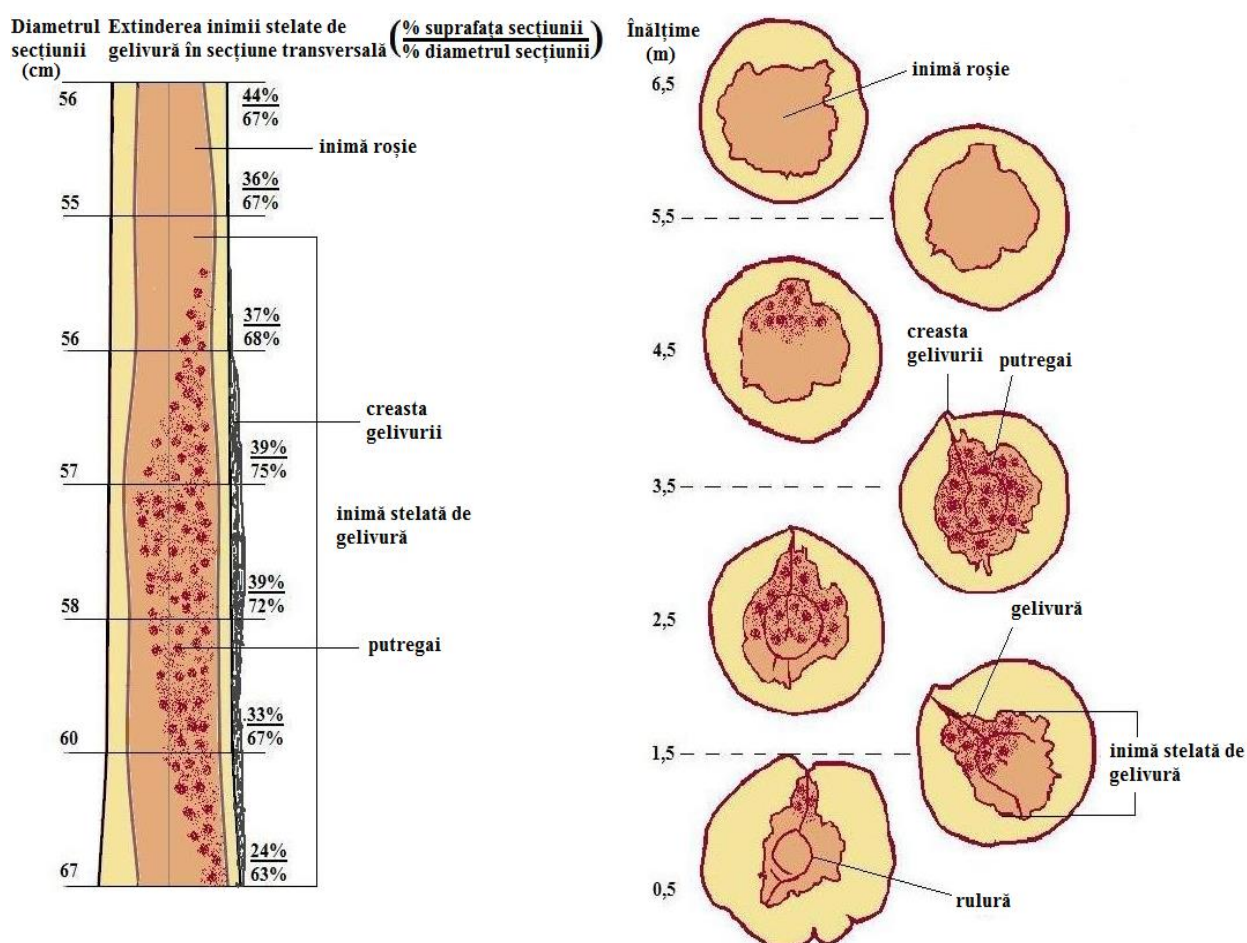 Diametrul
secțiunii
(cm)
Extinderea inimii stelate de
gelivură în secțiune transversală
(% suprafața secțiunii
% diametrul secțiunii)
56
44%
67%
inimă roșie
36%
67%
55
37%
68%
56
creasta
gelivurii
39%
75%
57
inimă stelată de
gelivură
39%
72%
58
putregai
33%
67%
60
24%
63%
67
Înălțime
(m)
6,5
inimă roșie
5,5
4,5
creasta
gelivurii
putregai
3,5
2,5
gelivură
1,5
inimă stelată de
gelivură
0,5
rulură